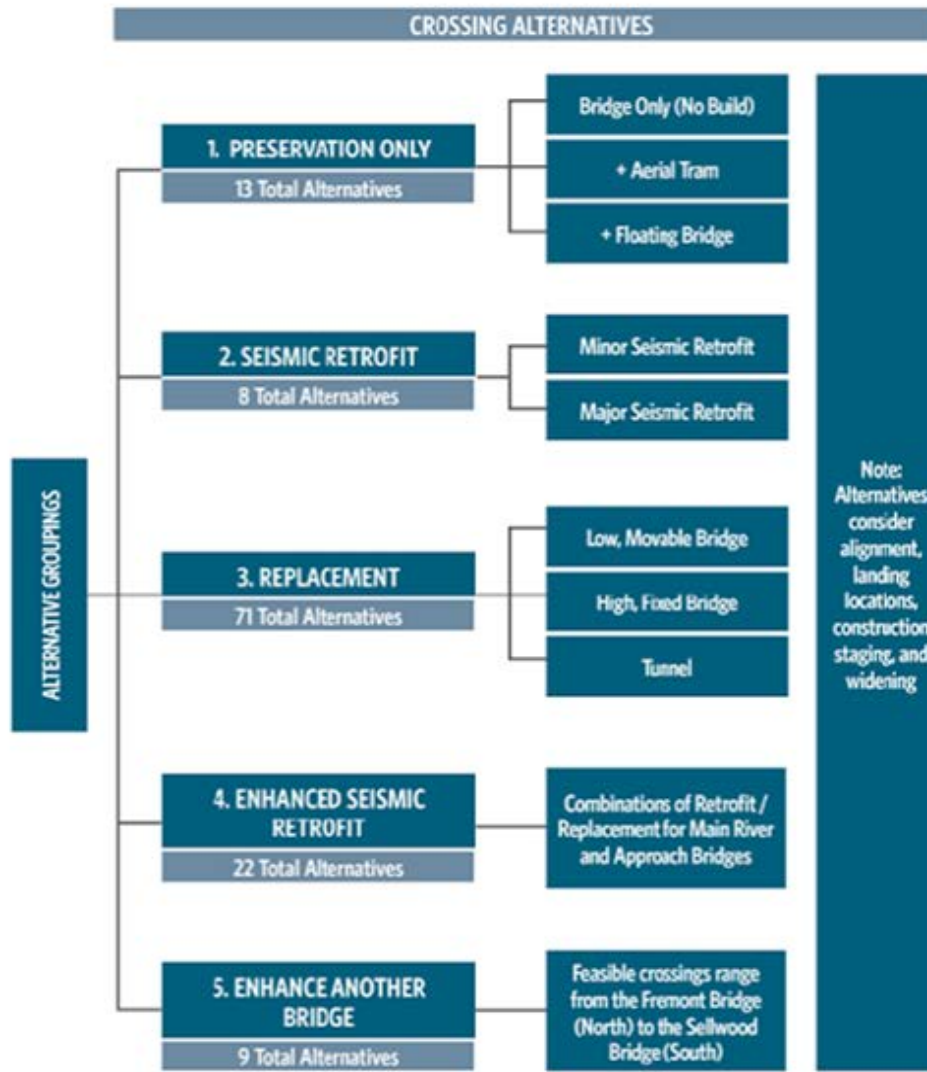 CROSSING ALTERNATIVES
ALTERNATIVE GROUPINGS
1. PRESERVATION ONLY
13 Total Alternatives
Bridge Only (No Build)
+ Aerial Tram
+ Floating Bridge
2. SEISMIC RETROFIT
8 Total Alternatives
Minor Seismic Retrofit
Major Seismic Retrofit
3. REPLACEMENT
71 Total Alternatives
Low, Movable Bridge
High, Fixed Bridge
Tunnel
4. ENHANCED SEISMIC
RETROFIT
22 Total Alternatives
Combinations of Retrofit /
Replacement for Main River
and Approach Bridges
5. ENHANCE ANOTHER
BRIDGE
9 Total Alternatives
Feasible crossings range
from the Fremont Bridge
(North) to the Sellwood
Bridge (South)
Note:
Alternatives
consider
alignment,
landing
locations,
construction
staging, and
widening